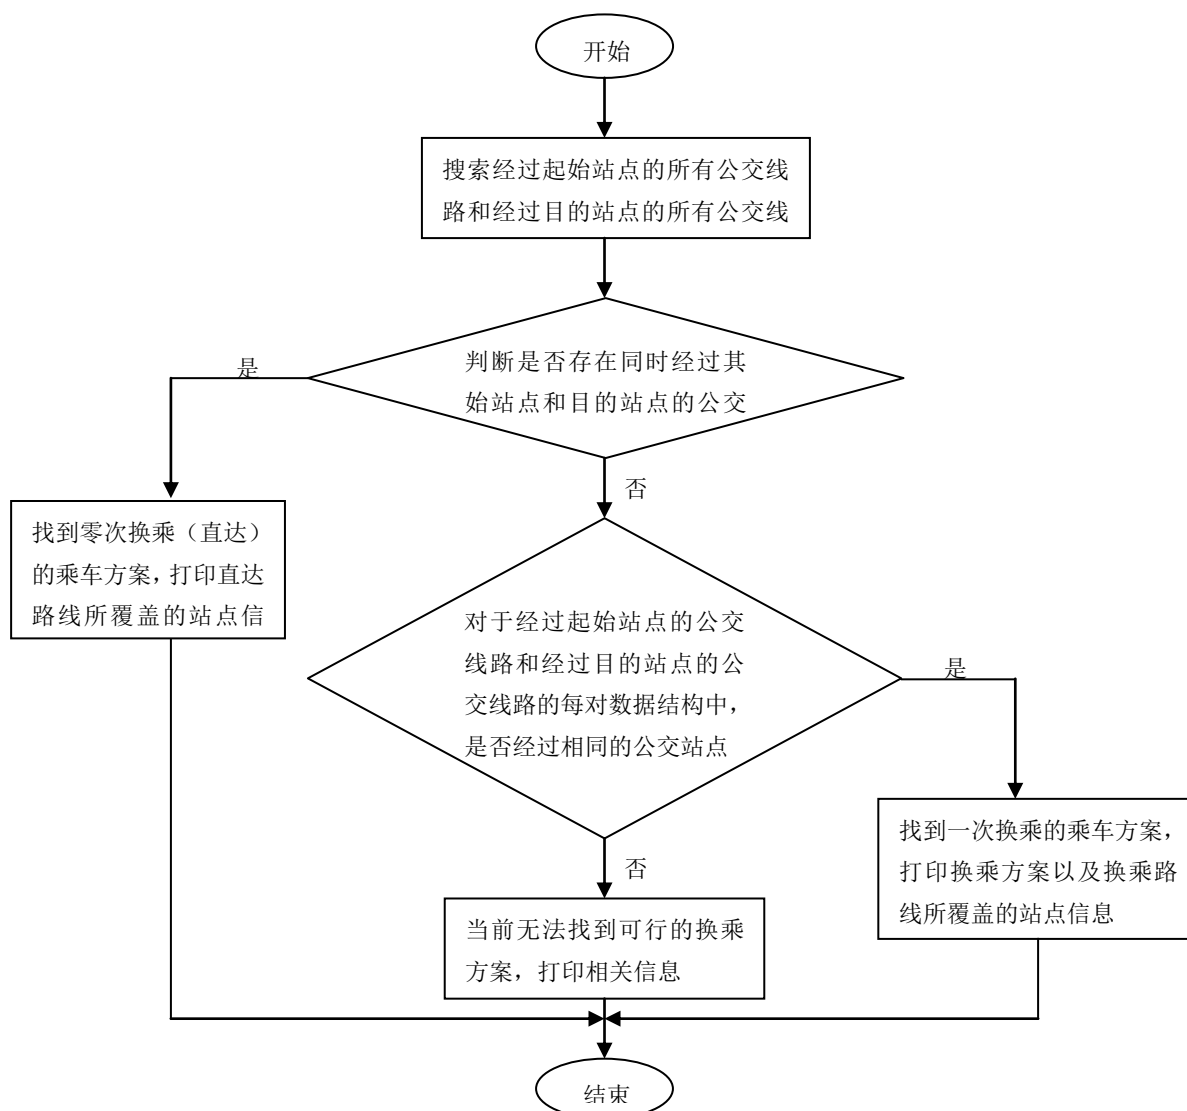 开始
搜索经过起始站点的所有公交线
路和经过目的站点的所有公交线
是
判断是否存在同时经过其
始站点和目的站点的公交
否
找到零次换乘（直达）
的乘车方案，打印直达
路线所覆盖的站点信
对于经过起始站点的公交
线路和经过目的站点的公
交线路的每对数据结构中，
是否经过相同的公交站点
是
找到一次换乘的乘车方案，
打印换乘方案以及换乘路
线所覆盖的站点信息
否
当前无法找到可行的换乘
方案，打印相关信息
结束